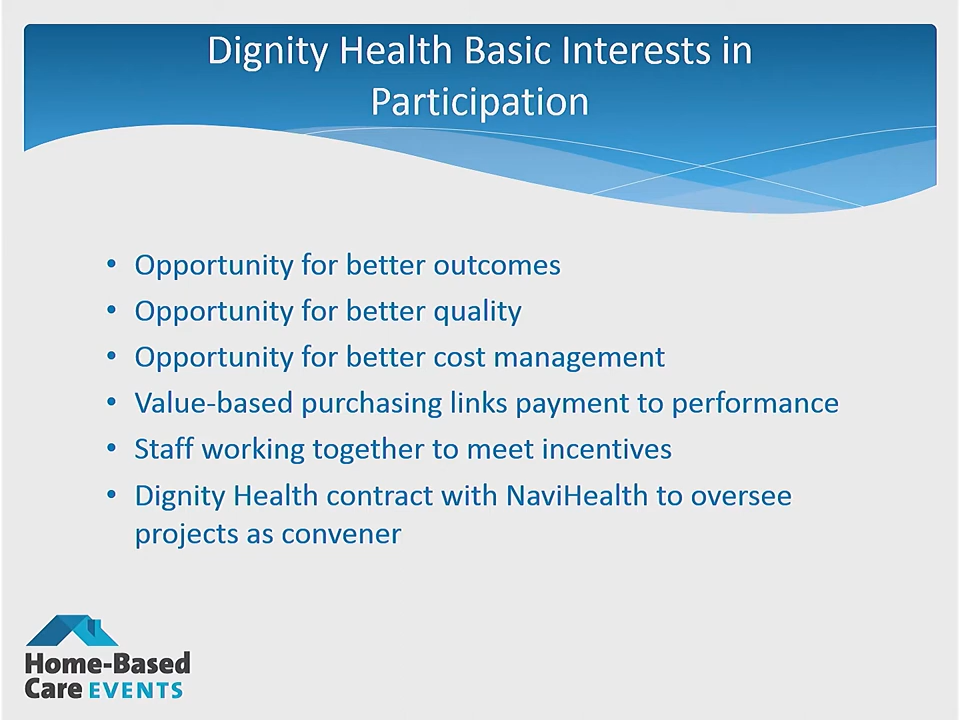 Dignity Health Basic Interests in
Participation
• Opportunity for better outcomes
• Opportunity for better quality
• Opportunity for better cost management
• Value-based purchasing links payment to performance
• Staff working together to meet incentives
• Dignity Health contract with NaviHealth to oversee
projects as convener
Home-Based
Care EVENTS